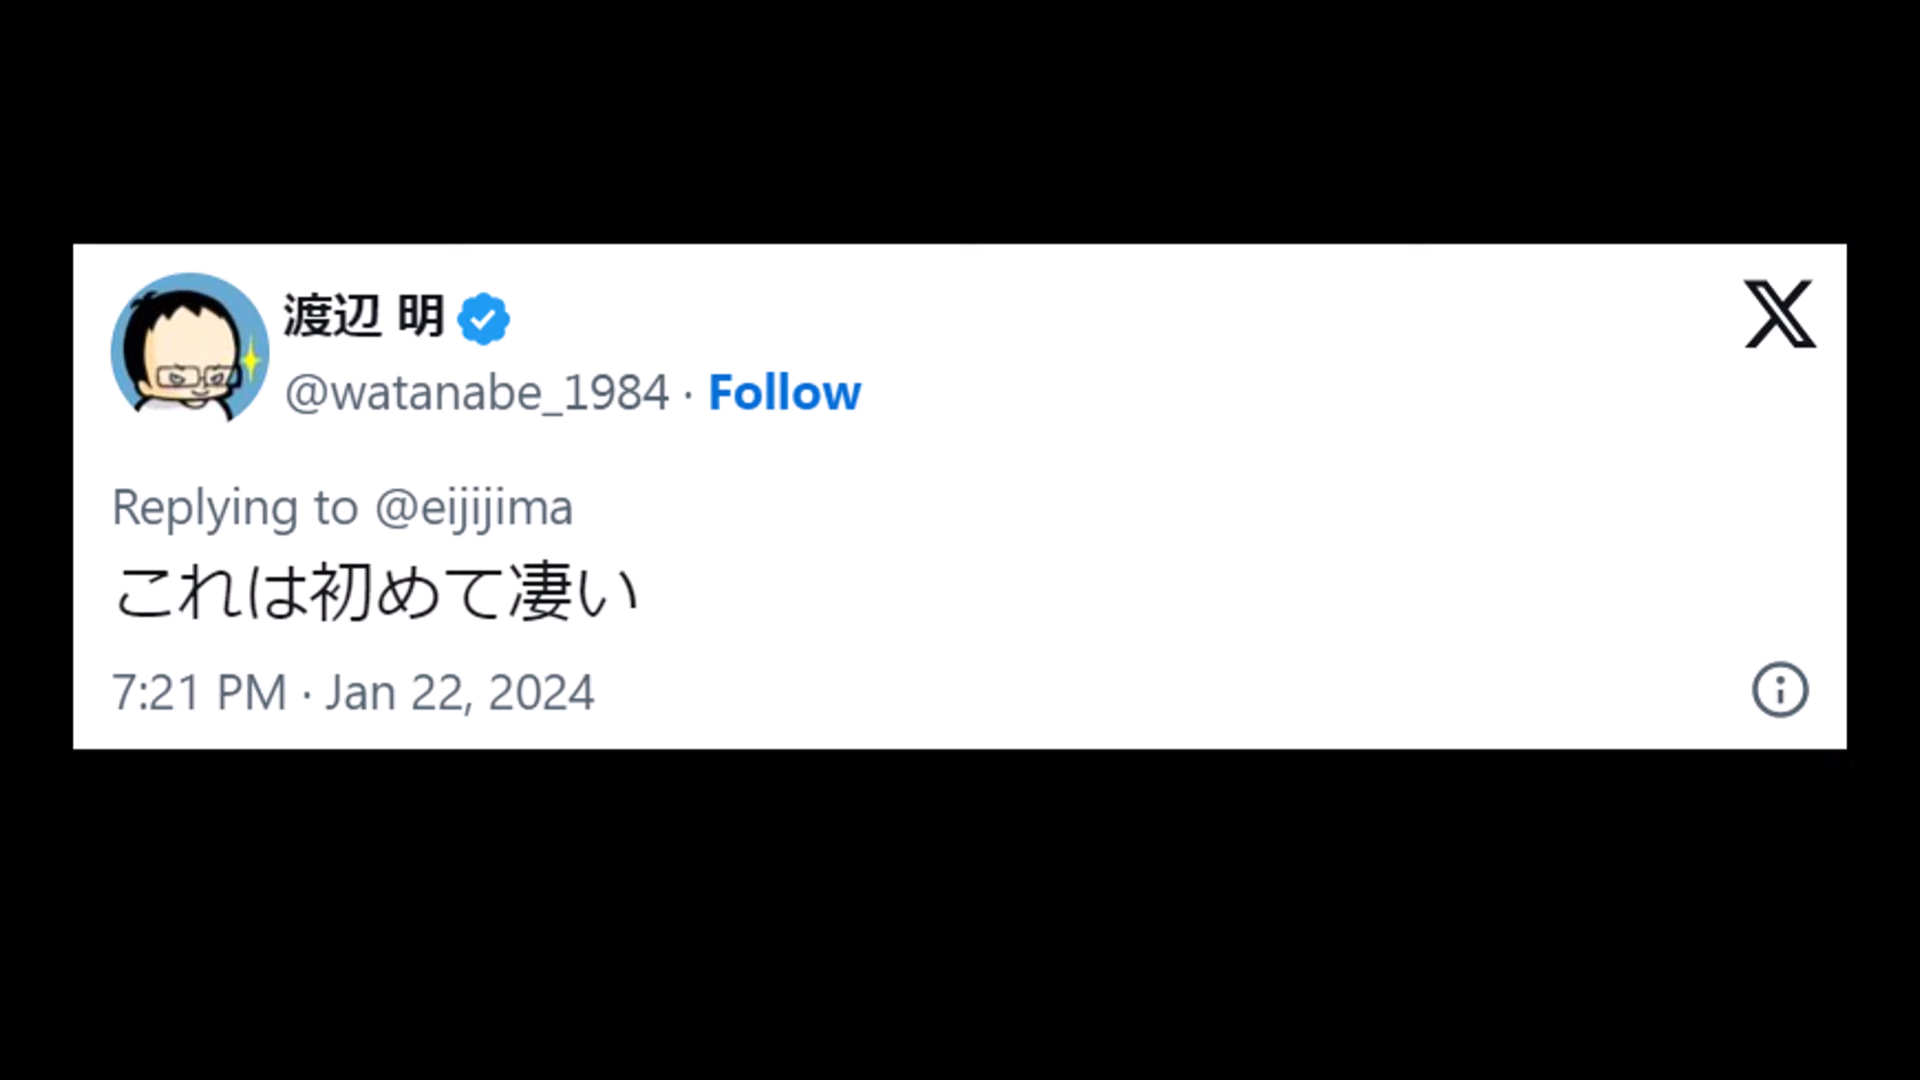 渡辺 明
@watanabe_1984 · Follow
Replying to @eijijijima
これは初めて凄い
7:21 PM · Jan 22, 2024